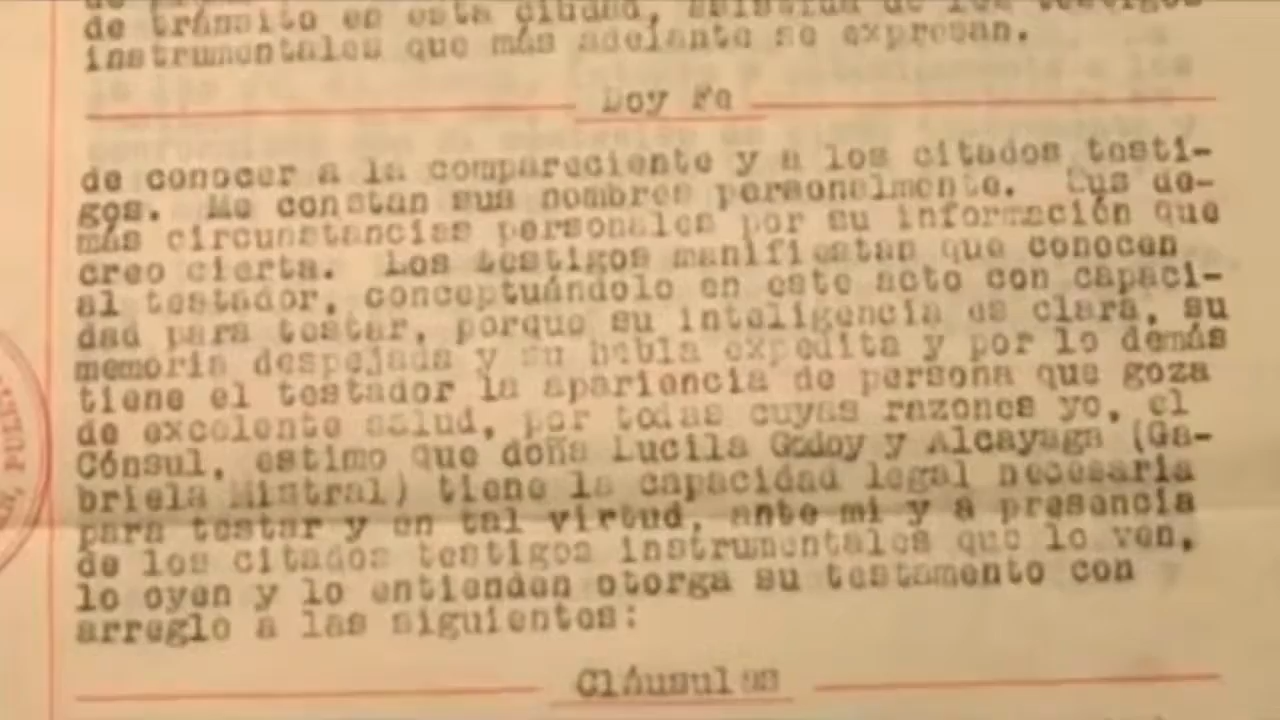 de tránsito en esta ciudad, asistida de los testigos
instrumentales que más adelante se expresan.
Doy Fe
de conocer a la compareciente y a los citados testi-
gos. Me constan sus nombres personalmente. Sus de-
más circunstancias personales por su información que
creo cierta. Los testigos manifiestan que conocen
al testador, conceptuándolo en este acto con capaci-
dad para testar, porque su inteligencia es clara, su
memoria despejada y su habla expedita y por lo demás
tiene el testador la apariencia de persona que goza
de excelente salud, por todas cuyas razones yo, el
Cónsul, estimo que doña Lucila Godoy y Alcayaga (Ga-
briela Mistral) tiene la capacidad legal necesaria
para testar y en tal virtud, ante mi y a presencia
de los citados testigos instrumentales que lo ven,
lo oyen y lo entienden otorga su testamento con
arreglo a las siguientes:
Cláusulas